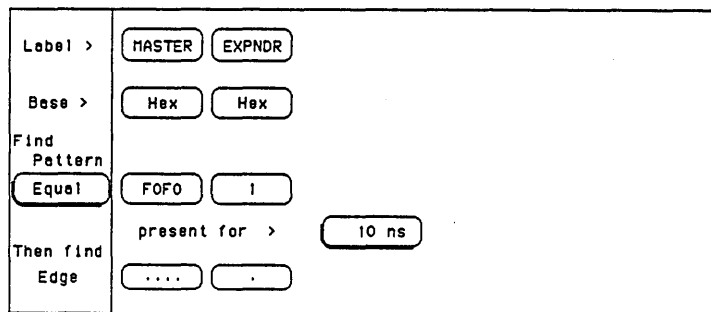 Label > MASTER EXPNDR
Base > Hex Hex
Find
Pattern
Equal F0F0 1
present for > 10 ns
Then find
Edge .... .